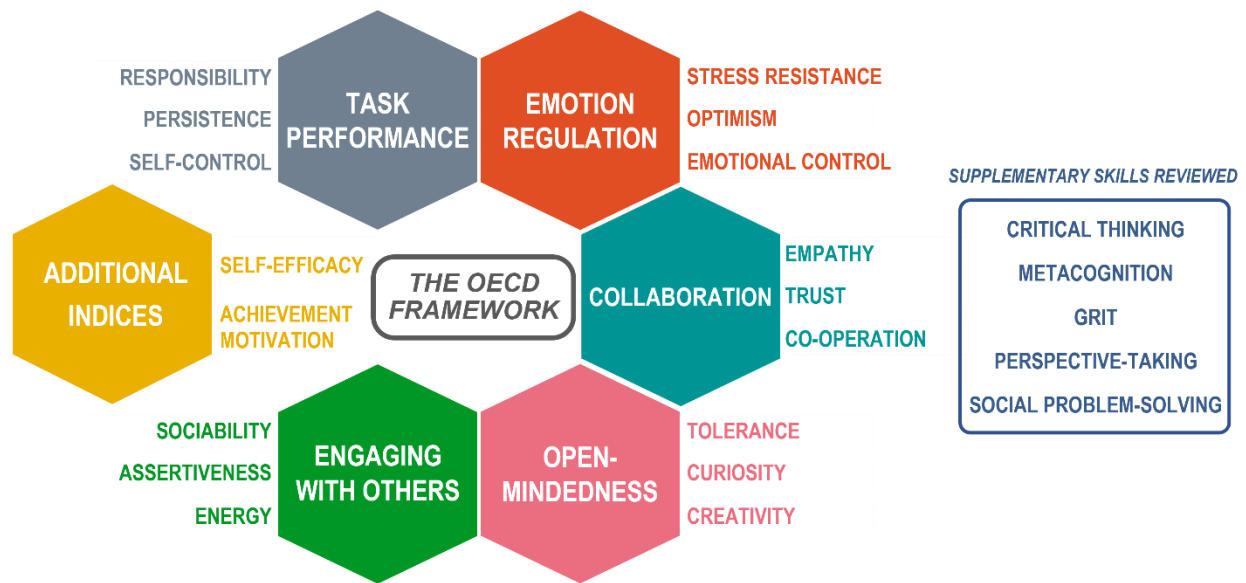 RESPONSIBILITY
PERSISTENCE
SELF-CONTROL
TASK
PERFORMANCE
EMOTION
REGULATION
STRESS RESISTANCE
OPTIMISM
EMOTIONAL CONTROL
ADDITIONAL
INDICES
SELF-EFFICACY
ACHIEVEMENT
MOTIVATION
THE OECD
FRAMEWORK
COLLABORATION
EMPATHY
TRUST
CO-OPERATION
SOCIABILITY
ASSERTIVENESS
ENERGY
ENGAGING
WITH OTHERS
OPEN-
MINDEDNESS
TOLERANCE
CURIOSITY
CREATIVITY
SUPPLEMENTARY SKILLS REVIEWED
CRITICAL THINKING
METACOGNITION
GRIT
PERSPECTIVE-TAKING
SOCIAL PROBLEM-SOLVING